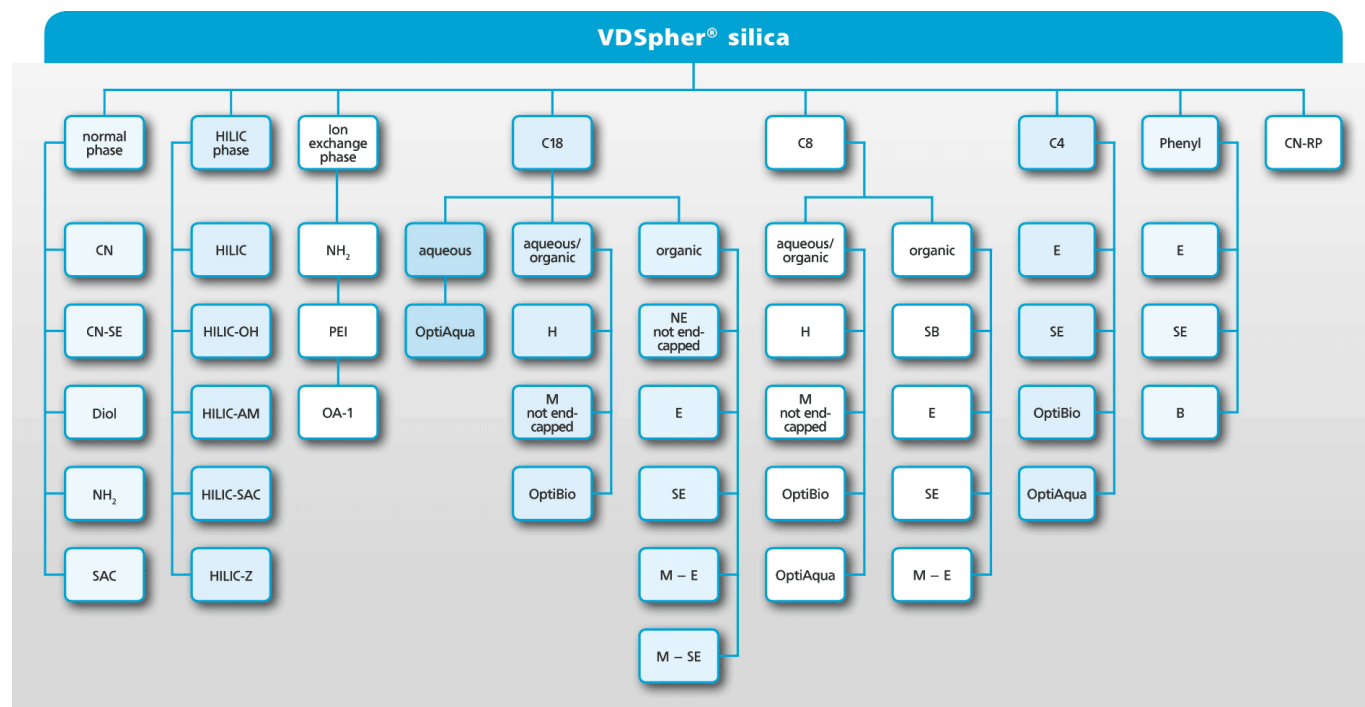 VDSpher® silica
normal
phase
HILIC
phase
Ion
exchange
phase
C18
C8
C4
Phenyl
CN-RP
CN
HILIC
NH₂
aqueous
aqueous/
organic
organic
aqueous/
organic
organic
E
E
CN-SE
HILIC-OH
PEI
OptiAqua
H
NE
not end-
capped
H
SB
SE
SE
Diol
HILIC-AM
OA-1
M
not end-
capped
E
M
not end-
capped
E
OptiBio
B
NH₂
HILIC-SAC
OptiBio
SE
OptiBio
SE
OptiAqua
SAC
HILIC-Z
M – E
OptiAqua
M – E
M – SE